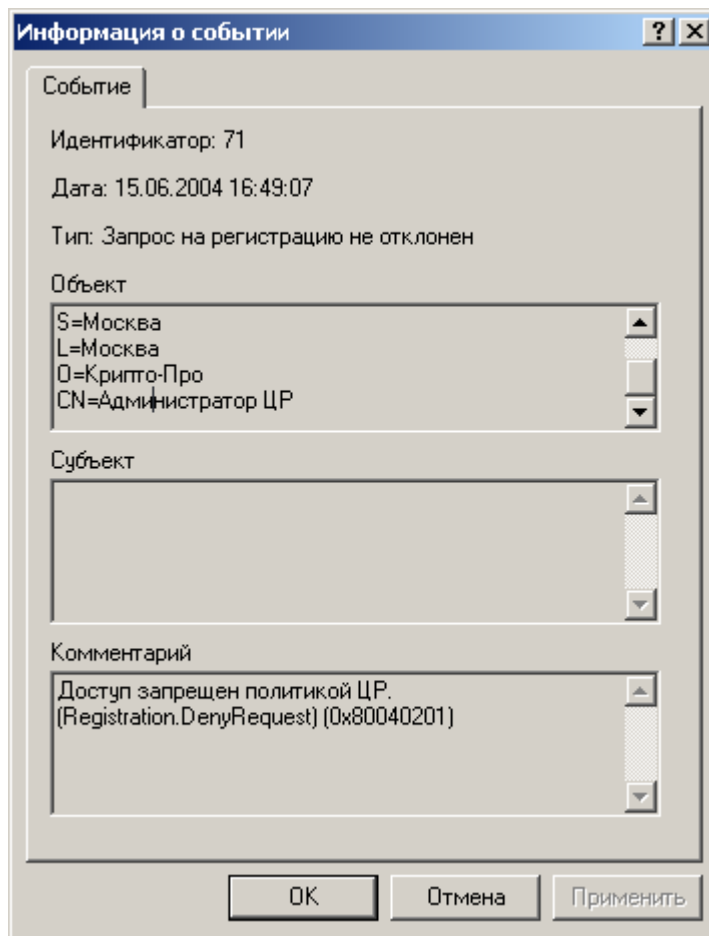 Информация о событии
Событие
Идентификатор: 71
Дата: 15.06.2004 16:49:07
Тип: Запрос на регистрацию не отклонен
Объект
S=Москва
L=Москва
O=Крипто-Про
CN=Администратор ЦР
Субъект
Комментарий
Доступ запрещен политикой ЦР.
(Registration.DenyRequest) (0x80040201)
OK Отмена Применить